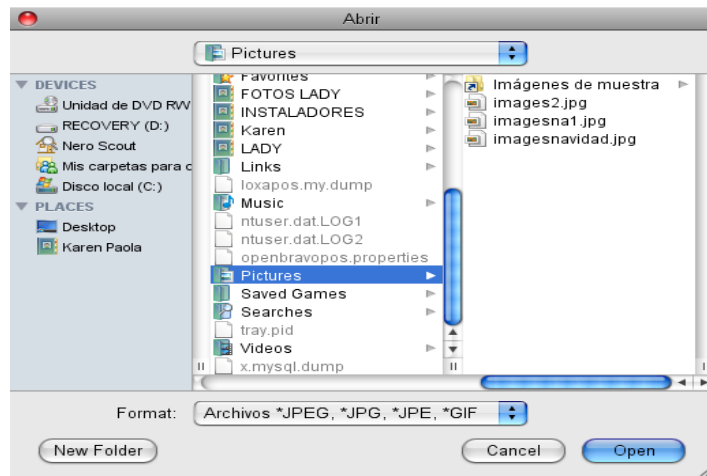 Abrir
Pictures
DEVICES
Unidad de DVD RW
RECOVERY (D:)
Nero Scout
Mis carpetas para c
Disco local (C:)
PLACES
Desktop
Karen Paola
Favorites
FOTOS LADY
INSTALADORES
Karen
LADY
Links
loxapos.my.dump
Music
ntuser.dat.LOG1
ntuser.dat.LOG2
openbravopos.properties
Pictures
Saved Games
Searches
tray.pid
Videos
x.mysql.dump
Imágenes de muestra
images2.jpg
imagesna1.jpg
imagesnavidad.jpg
Format: Archivos *JPEG, *JPG, *JPE, *GIF
New Folder Cancel Open